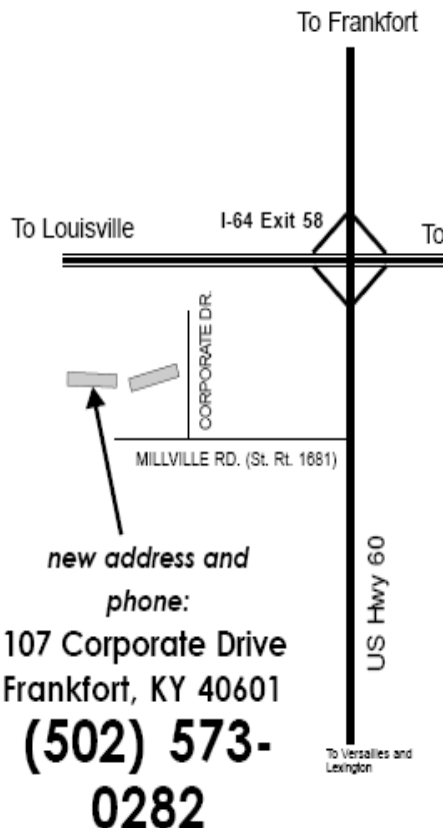 To Frankfort
I-64 Exit 58
To Louisville
To
CORPORATE DR.
MILLVILLE RD. (St. Rt. 1681)
US Hwy 60
new address and
phone:
107 Corporate Drive
Frankfort, KY 40601
(502) 573-
0282
To Versailles and
Lexington